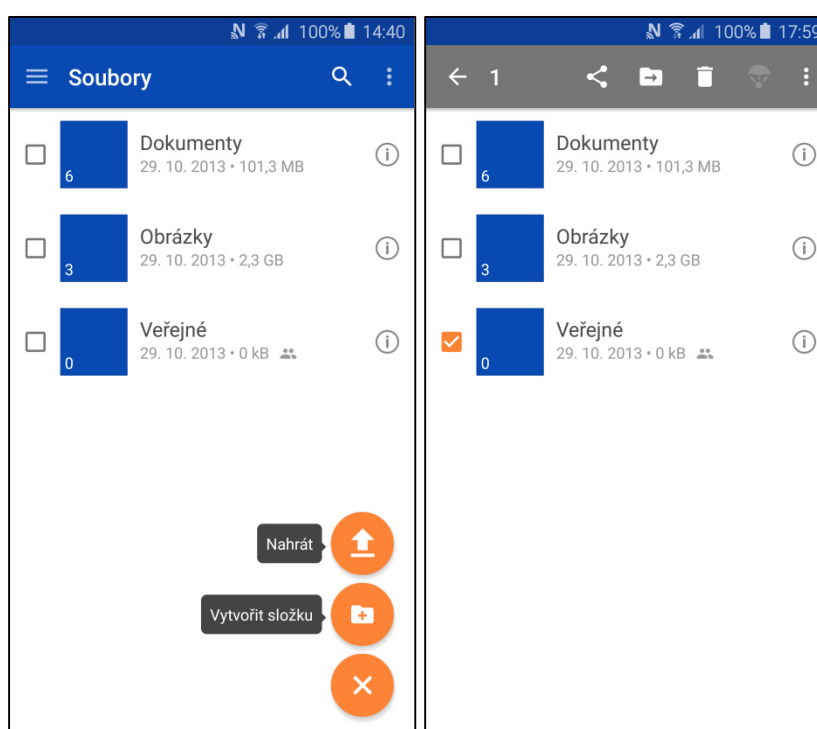 100% 14:40
Soubory
6
Dokumenty
29. 10. 2013 • 101,3 MB
3
Obrázky
29. 10. 2013 • 2,3 GB
0
Veřejné
29. 10. 2013 • 0 kB
Nahrát
Vytvořit složku
100% 17:59
1
6
Dokumenty
29. 10. 2013 • 101,3 MB
3
Obrázky
29. 10. 2013 • 2,3 GB
0
Veřejné
29. 10. 2013 • 0 kB